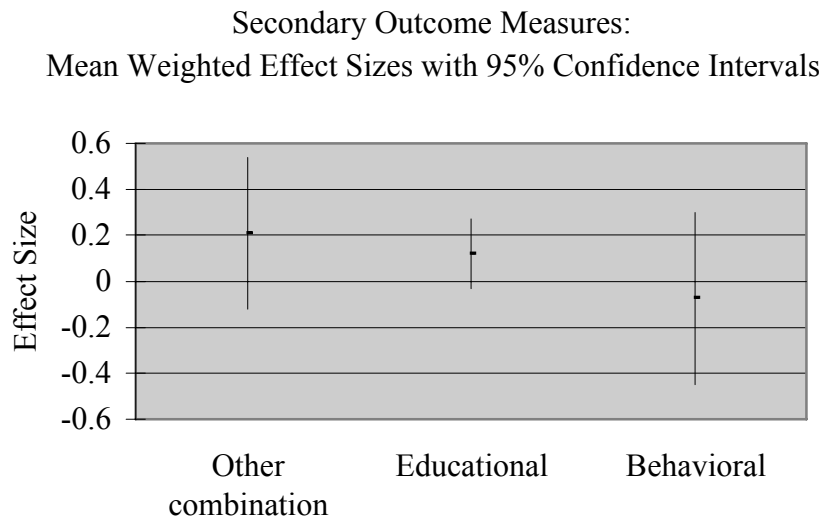 Secondary Outcome Measures:
Mean Weighted Effect Sizes with 95% Confidence Intervals
0.6
0.4
0.2
0
-0.2
-0.4
-0.6
Effect Size
Other
combination
Educational
Behavioral